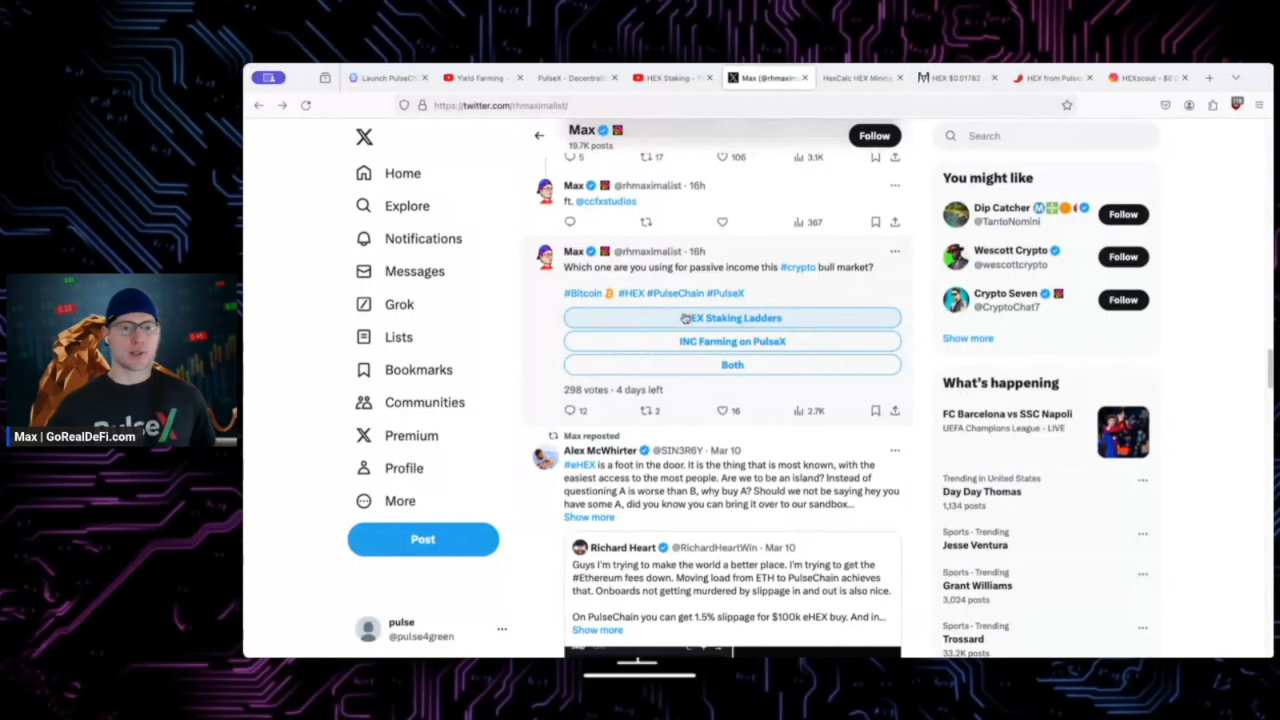 Launch PulseCh
Yield Farming -
PulseX - Decentrali
HEX Staking -
Max (@rhmaximalis
HexCalc HEX Mining
HEX $0.01782 -
HEX from Pulse
HEXscout - $0
https://twitter.com/rhmaximalist/
Max
19.7K posts
Follow
Search
5 17 106 3.1K
Home
Explore
Notifications
Messages
Grok
Lists
Bookmarks
Communities
Premium
Profile
More
Post
pulse
@pulse4green
Max @rhmaximalist · 16h
ft. @ccfxstudios
367
Max @rhmaximalist · 16h
Which one are you using for passive income this #crypto bull market?
#Bitcoin #HEX #PulseChain #PulseX
HEX Staking Ladders
INC Farming on PulseX
Both
298 votes · 4 days left
12 2 16 2.7K
Max reposted
Alex McWhirter @SIN3R6Y · Mar 10
#eHEX is a foot in the door. It is the thing that is most known, with the
easiest access to the most people. Are we to be an island? Instead of
questioning A is worse than B, why buy A? Should we not be saying hey you
have some A, did you know you can bring it over to our sandbox...
Show more
Richard Heart @RichardHeartWin · Mar 10
Guys I'm trying to make the world a better place. I'm trying to get the
#Ethereum fees down. Moving load from ETH to PulseChain achieves
that. Onboards not getting murdered by slippage in and out is also nice.
On PulseChain you can get 1.5% slippage for $100k eHEX buy. And in...
Show more
You might like
Dip Catcher
@TantoNomini
Follow
Wescott Crypto
@wescottcrypto
Follow
Crypto Seven
@CryptoChat7
Follow
Show more
What's happening
FC Barcelona vs SSC Napoli
UEFA Champions League · LIVE
Trending in United States
Day Day Thomas
1,134 posts
Sports · Trending
Jesse Ventura
Sports · Trending
Grant Williams
3,024 posts
Sports · Trending
Trossard
33.2K posts
PulseX
Max | GoRealDeFi.com